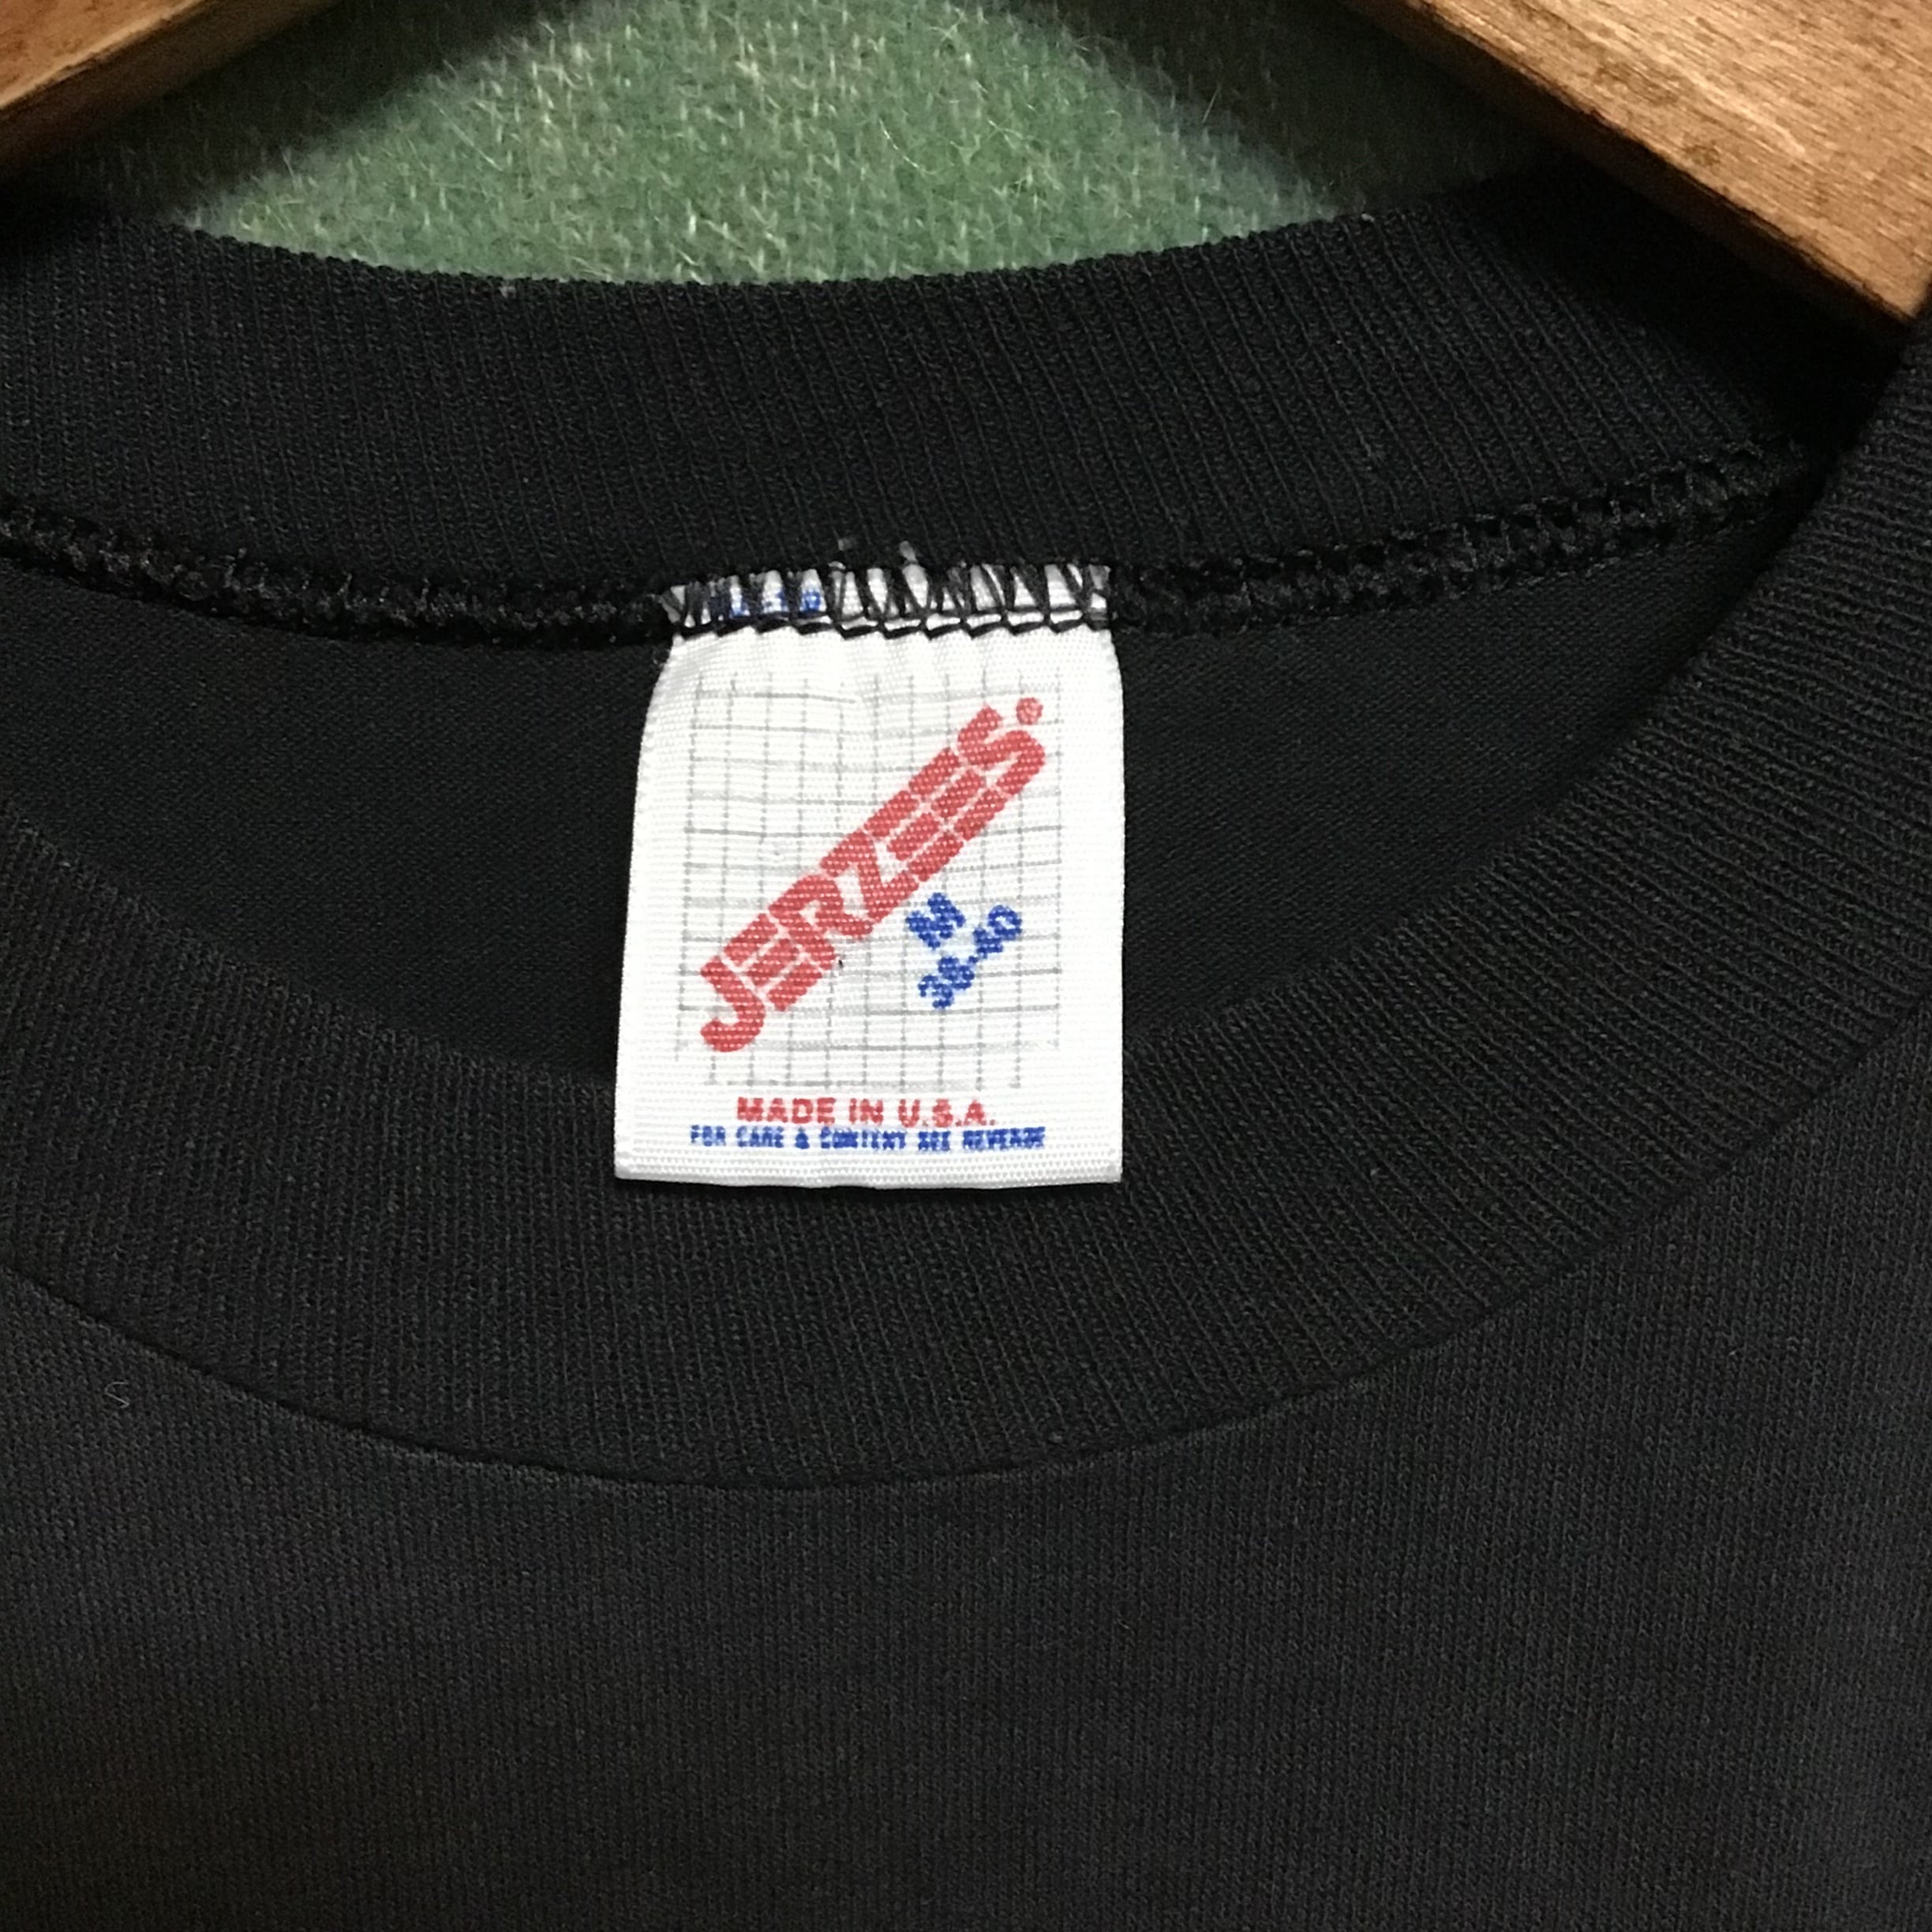 JERZEES
M
38-40
MADE IN U.S.A.
FOR CARE & CONTENT SEE REVERSE